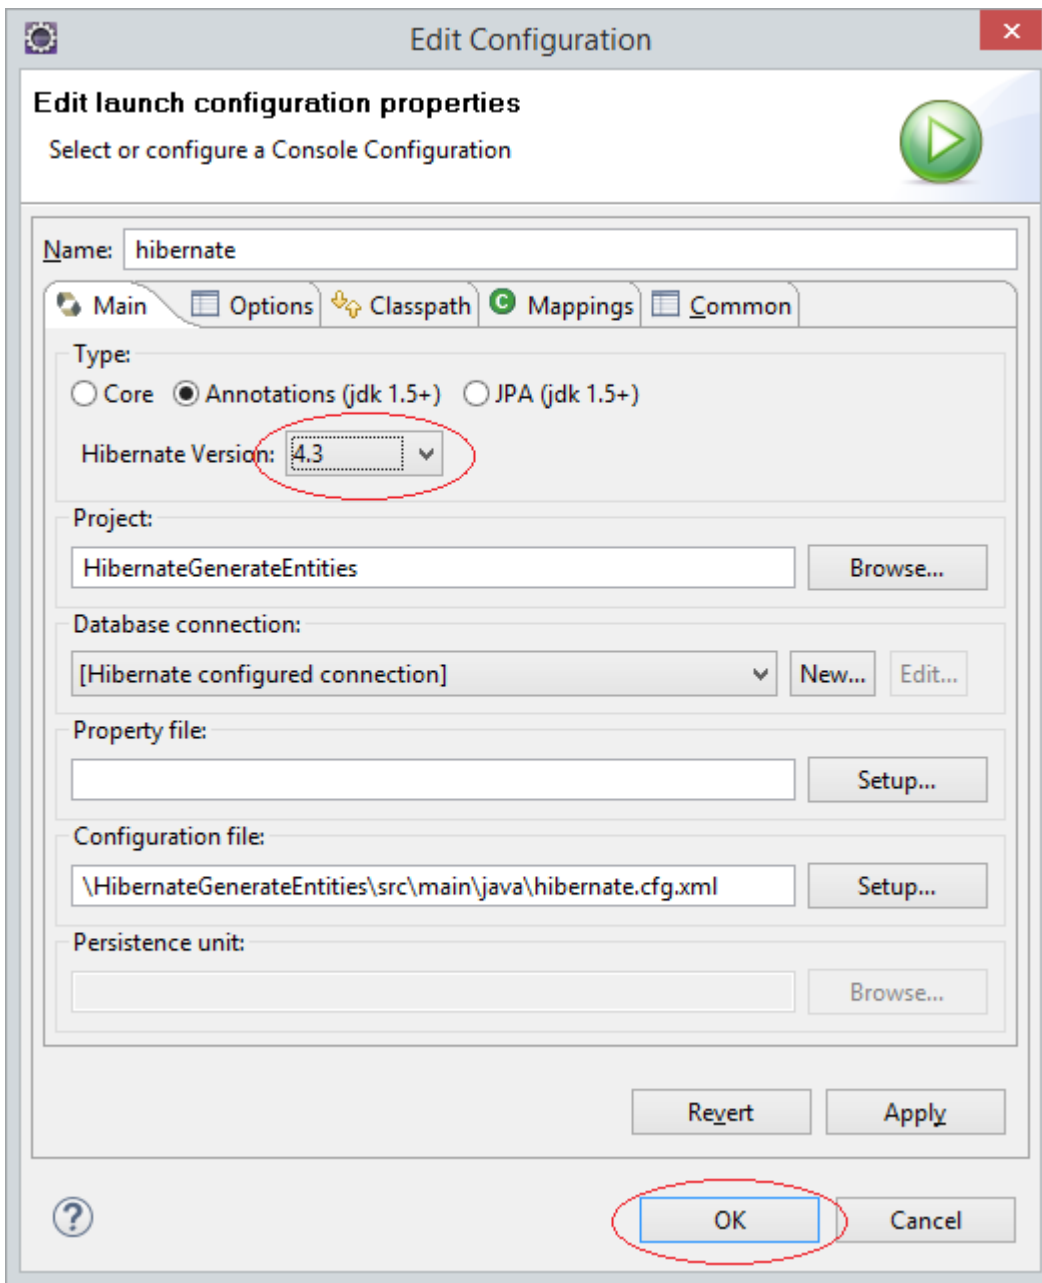 Edit Configuration
×
Edit launch configuration properties
Select or configure a Console Configuration
Name: hibernate
Main Options Classpath C Mappings Common
Type:
Core Annotations (jdk 1.5+) JPA (jdk 1.5+)
Hibernate Version: 4.3
Project:
HibernateGenerateEntities Browse...
Database connection:
[Hibernate configured connection] New... Edit...
Property file:
Setup...
Configuration file:
\HibernateGenerateEntities\src\main\java\hibernate.cfg.xml Setup...
Persistence unit:
Browse...
Revert Apply
? OK Cancel